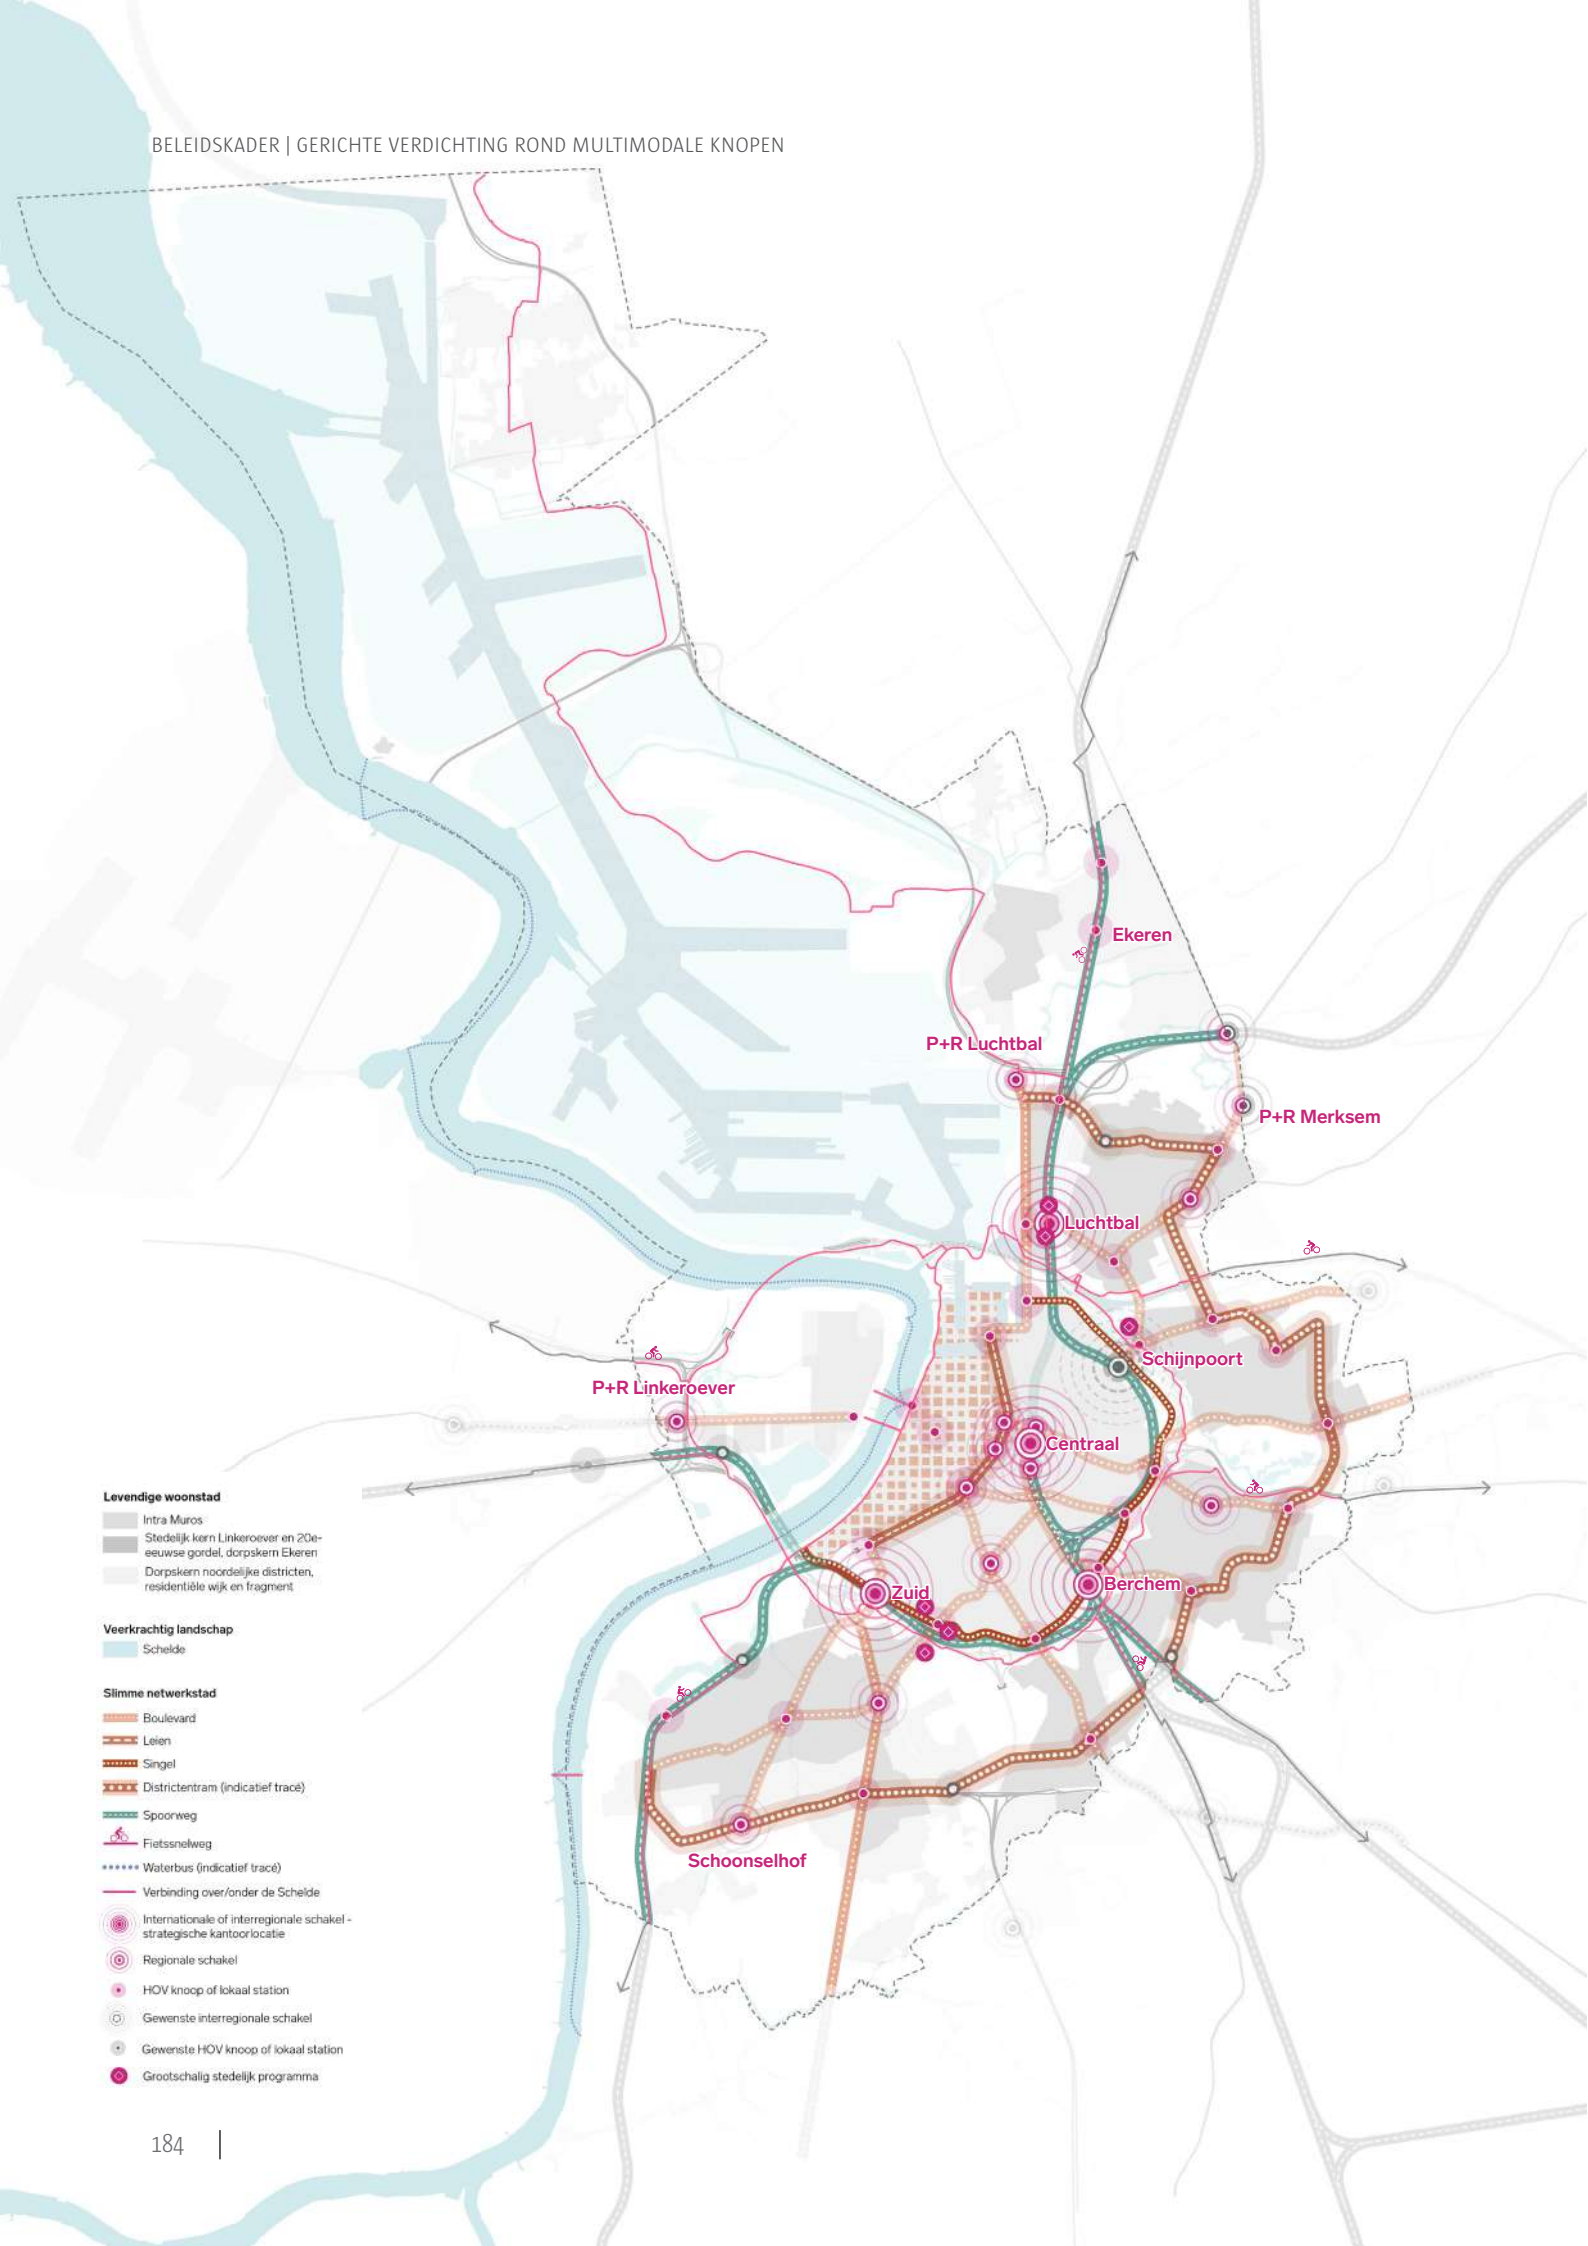 BELEIDSKADER | GERICHTE VERDICHTING ROND MULTIMODALE KNOPEN
Ekeren
P+R Luchtbal
P+R Merksem
Luchtbal
Schijnpoort
P+R Linkeroever
Centraal
Berchem
Zuid
Schoonselhof
Levendige woonstad
Intra Muros
Stedelijk kern Linkeroever en 20e-
eeuwse gordel, dorpskern Ekeren
Dorpskern noordelijke districten,
residentiële wijk en fragment
Veerkrachtig landschap
Schelde
Slimme netwerkstad
Boulevard
Leien
Singel
Districtentram (indicatief tracé)
Spoorweg
Fietssnelweg
Waterbus (indicatief tracé)
Verbinding over/onder de Schelde
Internationale of interregionale schakel -
strategische kantoorlocatie
Regionale schakel
HOV knoop of lokaal station
Gewenste interregionale schakel
Gewenste HOV knoop of lokaal station
Grootschalig stedelijk programma
184